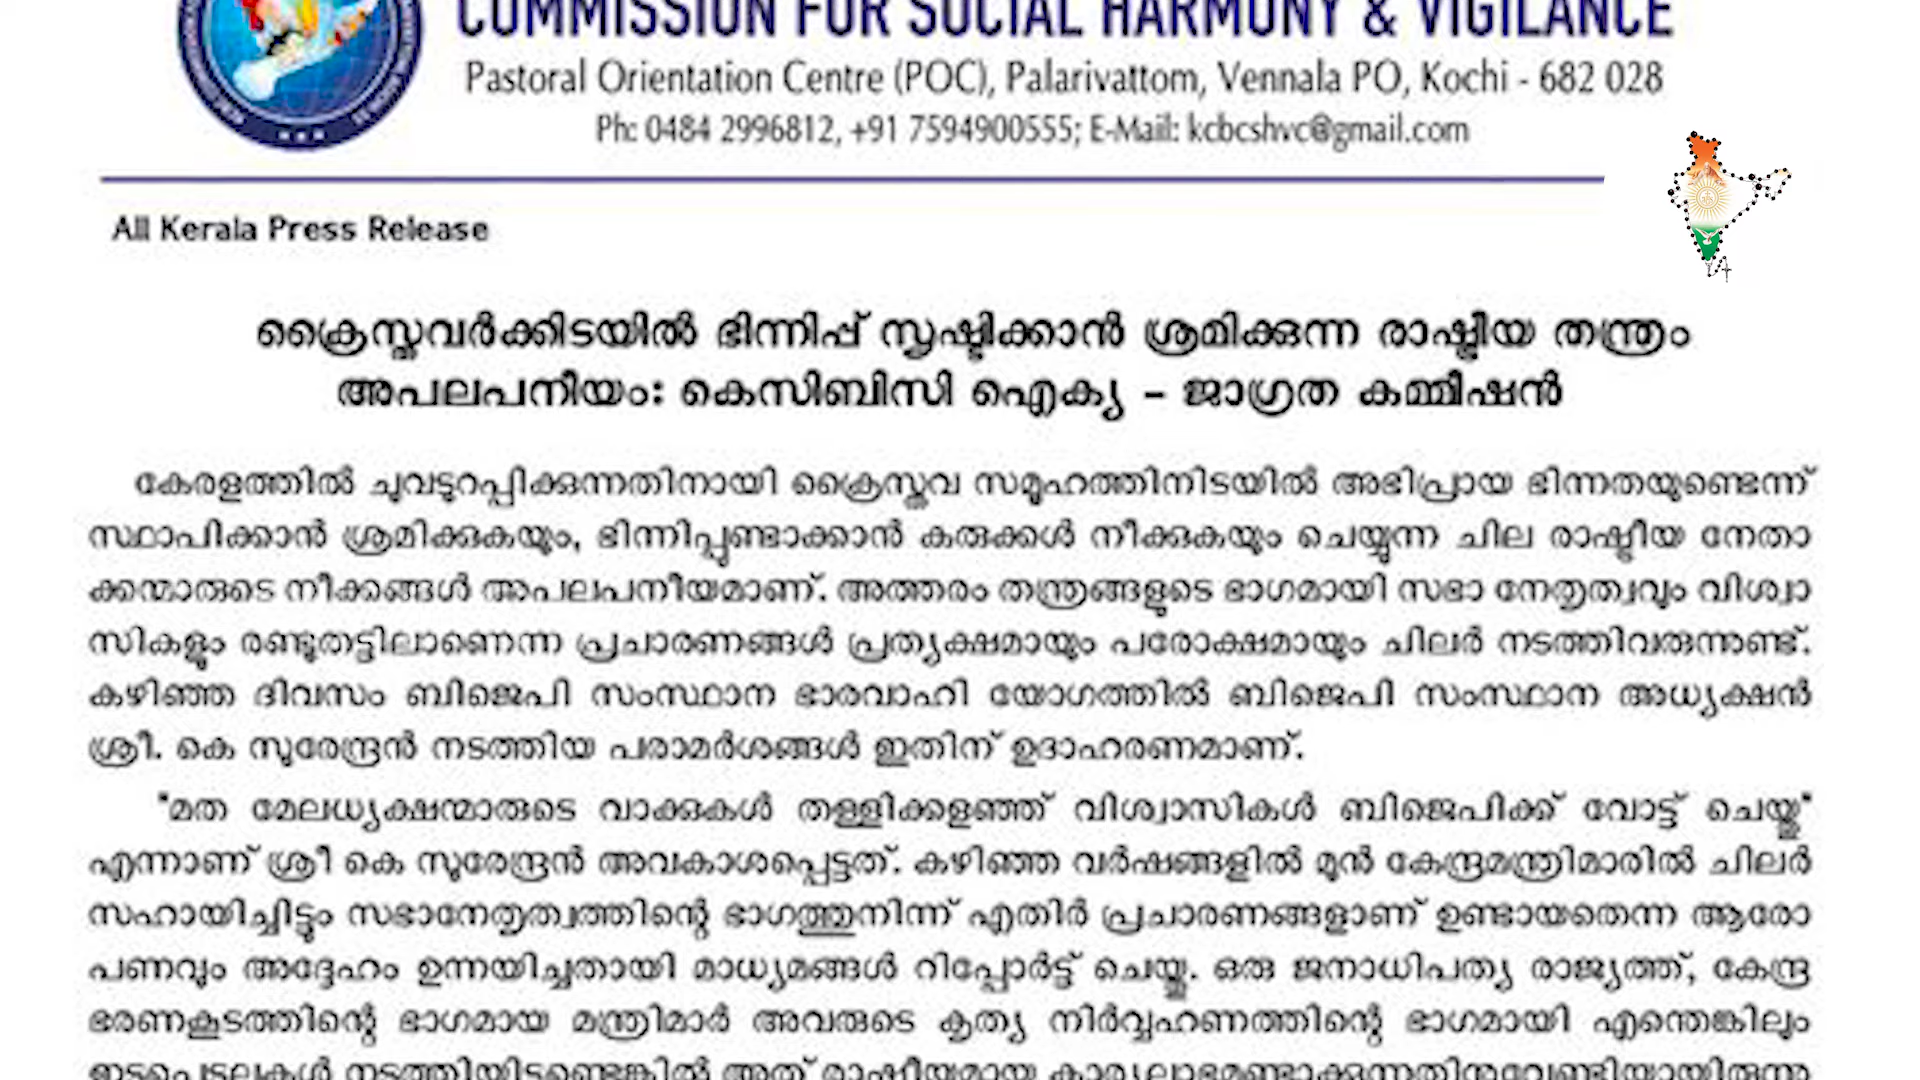 COMMISSION FOR SOCIAL HARMONY & VIGILANCE
Pastoral Orientation Centre (POC), Palarivattom, Vennala PO, Kochi - 682 028
Ph: 0484 2996812, +91 7594900555; E-Mail: kcbcshvc@gmail.com
All Kerala Press Release
ക്രൈസ്തവർക്കിടയിൽ ഭിന്നിപ്പ് സൃഷ്ടിക്കാൻ ശ്രമിക്കുന്ന രാഷ്ട്രീയ തന്ത്രം
അപലപനീയം: കെസിബിസി ഐക്യ – ജാഗ്രത കമ്മീഷൻ
കേരളത്തിൽ ചുവടുറപ്പിക്കുന്നതിനായി ക്രൈസ്തവ സമൂഹത്തിനിടയിൽ അഭിപ്രായ ഭിന്നതയുണ്ടെന്ന്
സ്ഥാപിക്കാൻ ശ്രമിക്കുകയും, ഭിന്നിപ്പുണ്ടാക്കാൻ കരുക്കൾ നീക്കുകയും ചെയ്യുന്ന ചില രാഷ്ട്രീയ നേതാ
ക്കന്മാരുടെ നീക്കങ്ങൾ അപലപനീയമാണ്. അത്തരം തന്ത്രങ്ങളുടെ ഭാഗമായി സഭാ നേതൃത്വവും വിശ്വാ
സികളും രണ്ടുതട്ടിലാണെന്ന പ്രചാരണങ്ങൾ പ്രത്യക്ഷമായും പരോക്ഷമായും ചിലർ നടത്തിവരുന്നുണ്ട്.
കഴിഞ്ഞ ദിവസം ബിജെപി സംസ്ഥാന ഭാരവാഹി യോഗത്തിൽ ബിജെപി സംസ്ഥാന അധ്യക്ഷൻ
ശ്രീ. കെ സുരേന്ദ്രൻ നടത്തിയ പരാമർശങ്ങൾ ഇതിന് ഉദാഹരണമാണ്.
"മത മേലധ്യക്ഷന്മാരുടെ വാക്കുകൾ തള്ളിക്കളഞ്ഞ് വിശ്വാസികൾ ബിജെപിക്ക് വോട്ട് ചെയ്തു"
എന്നാണ് ശ്രീ കെ സുരേന്ദ്രൻ അവകാശപ്പെട്ടത്. കഴിഞ്ഞ വർഷങ്ങളിൽ മുൻ കേന്ദ്രമന്ത്രിമാരിൽ ചിലർ
സഹായിച്ചിട്ടും സഭാനേതൃത്വത്തിന്റെ ഭാഗത്തുനിന്ന് എതിർ പ്രചാരണങ്ങളാണ് ഉണ്ടായതെന്ന ആരോ
പണവും അദ്ദേഹം ഉന്നയിച്ചതായി മാധ്യമങ്ങൾ റിപ്പോർട്ട് ചെയ്തു. ഒരു ജനാധിപത്യ രാജ്യത്ത്, കേന്ദ്ര
ഭരണകൂടത്തിന്റെ ഭാഗമായ മന്ത്രിമാർ അവരുടെ കൃത്യ നിർവ്വഹണത്തിന്റെ ഭാഗമായി എന്തെങ്കിലും
ഇടപെടലുകൾ നടത്തിയിട്ടുണ്ടെങ്കിൽ അത് രാഷ്ട്രീയമായ